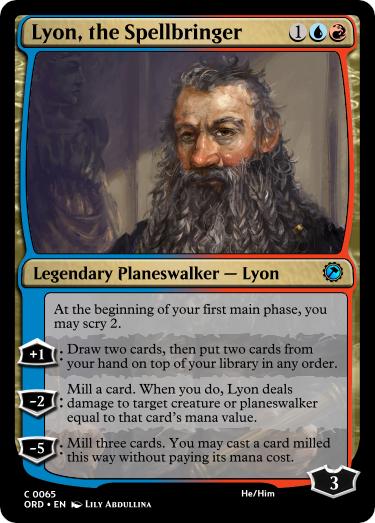 Lyon, the Spellbringer 1
Legendary Planeswalker — Lyon
At the beginning of your first main phase, you
may scry 2.
+1: Draw two cards, then put two cards from
your hand on top of your library in any order.
-2: Mill a card. When you do, Lyon deals
damage to target creature or planeswalker
equal to that card's mana value.
-5: Mill three cards. You may cast a card milled
this way without paying its mana cost.
3
C 0065 He/Him
ORD • EN Lily Abdullina